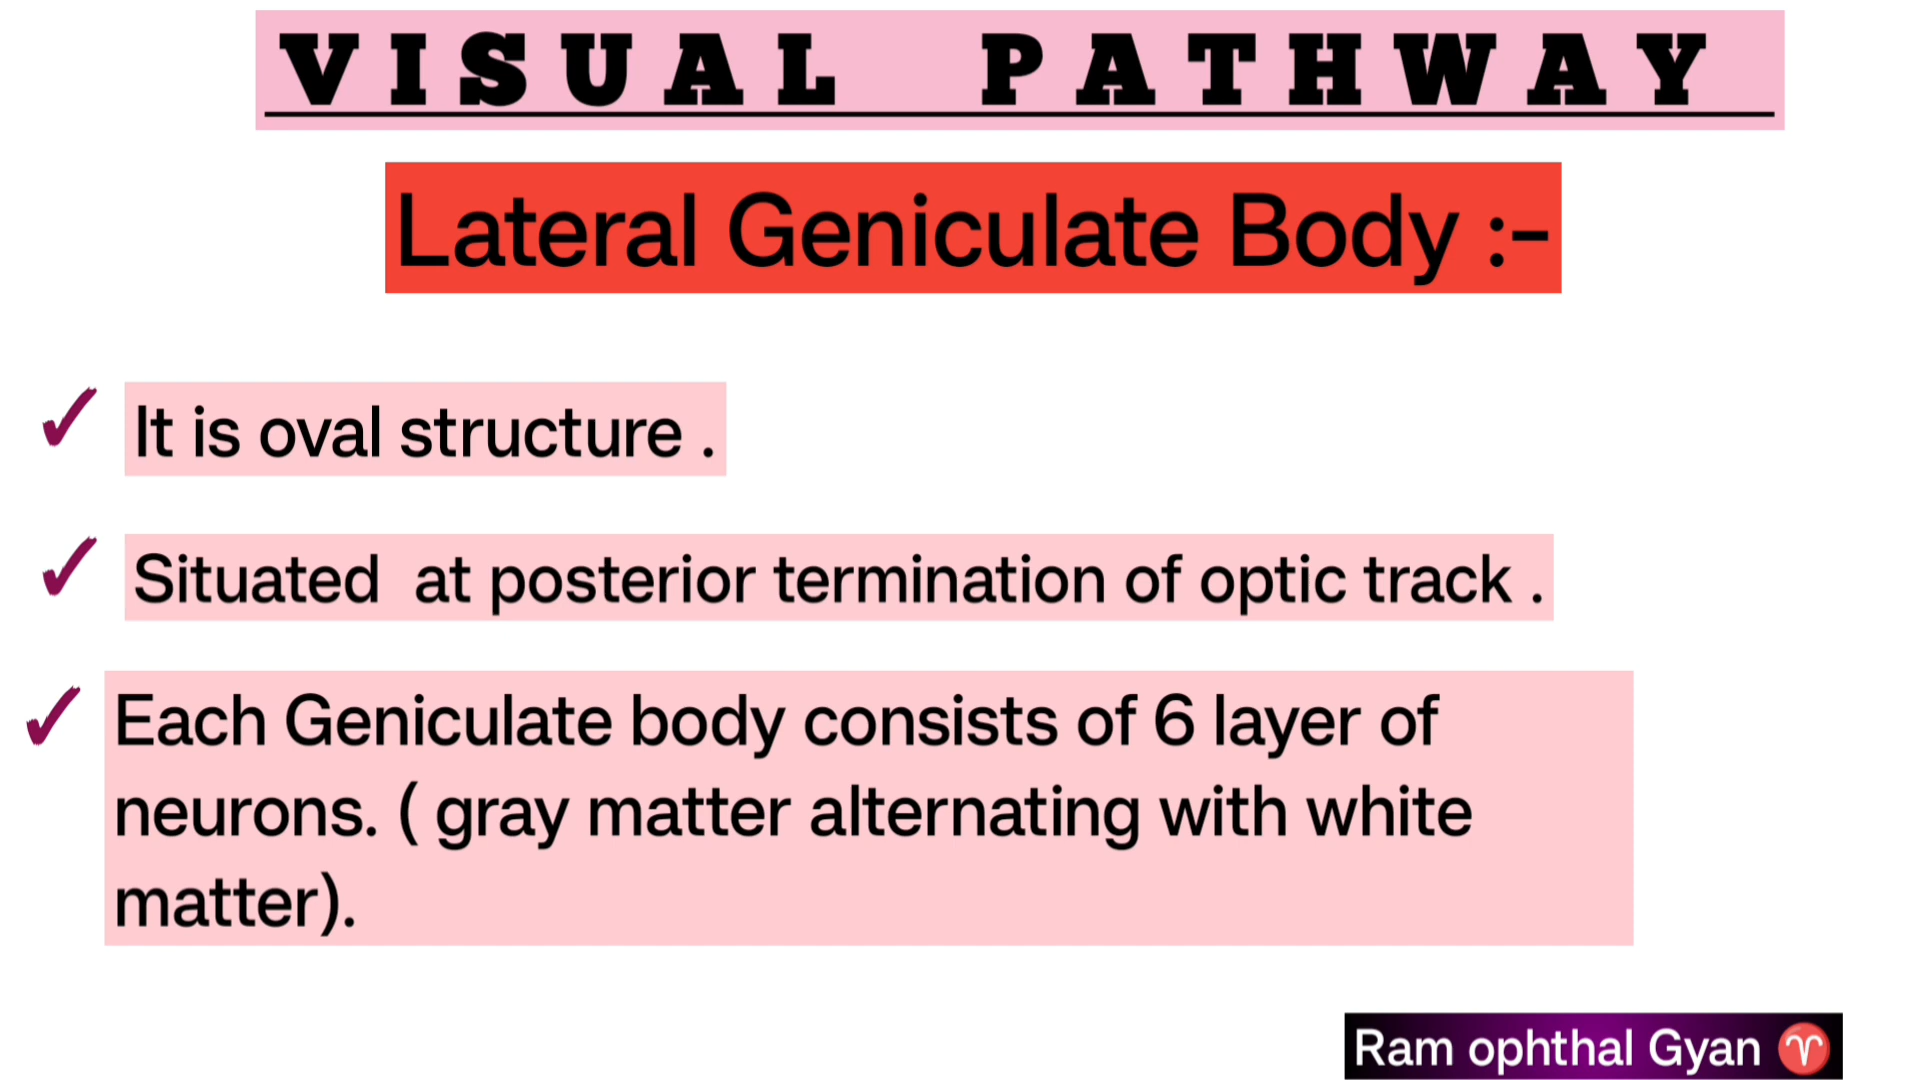 VISUAL PATHWAY
Lateral Geniculate Body :-
✓ It is oval structure .
✓ Situated at posterior termination of optic track .
✓ Each Geniculate body consists of 6 layer of
neurons. ( gray matter alternating with white
matter).
Ram ophthal Gyan ♈